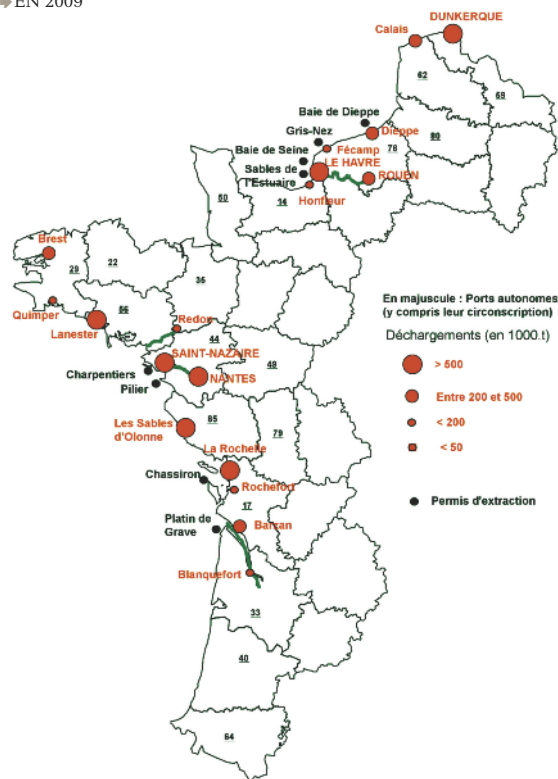 EN 2009
DUNKERQUE
Calais
62
59
Baie de Dieppe
Gris-Nez
Dieppe
80
Baie de Seine
Fécamp
76
LE HAVRE
Sables de
l'Estuaire
ROUEN
50
14
Honfleur
Brest
29
22
35
Quimper
56
Lanester
Redon
44
SAINT-NAZAIRE
49
Charpentiers
NANTES
Pilier
85
Les Sables
d'Olonne
79
La Rochelle
Chassiron
Rochefort
17
Platin de
Grave
Barzan
Blanquefort
33
40
64
En majuscule : Ports autonomes
(y compris leur circonscription)
Déchargements (en 1000.t)
> 500
Entre 200 et 500
< 200
< 50
Permis d'extraction